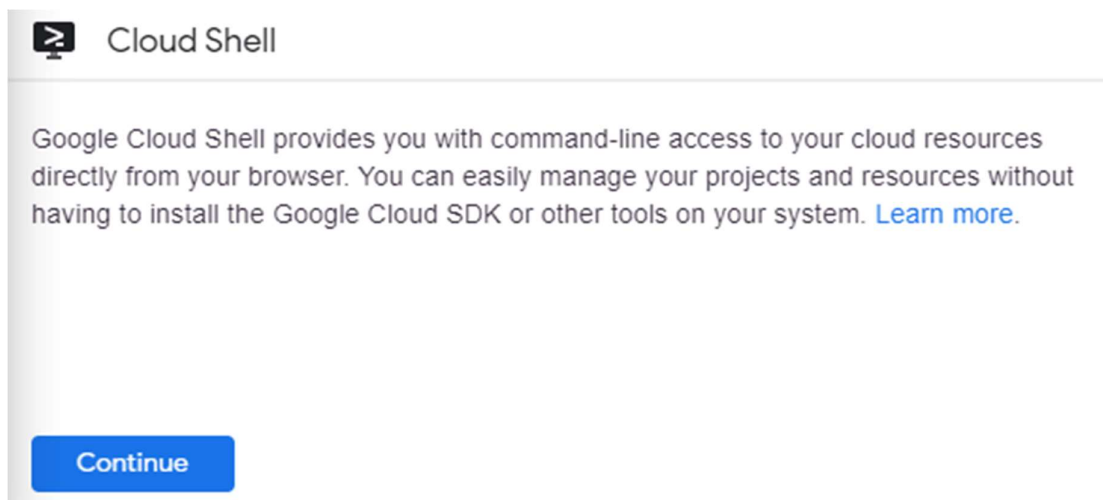 Cloud Shell
Google Cloud Shell provides you with command-line access to your cloud resources
directly from your browser. You can easily manage your projects and resources without
having to install the Google Cloud SDK or other tools on your system. Learn more.
Continue